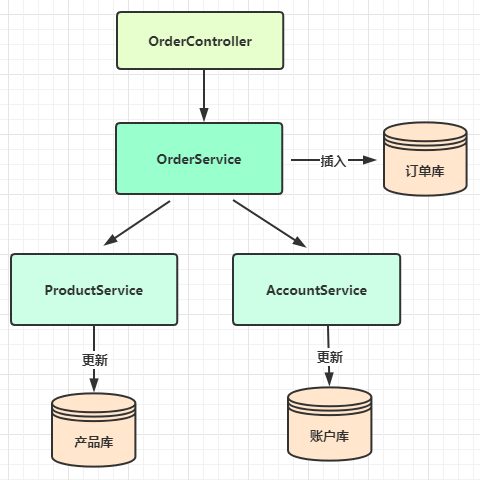 OrderController
OrderService
插入
订单库
ProductService
AccountService
更新
更新
产品库
账户库